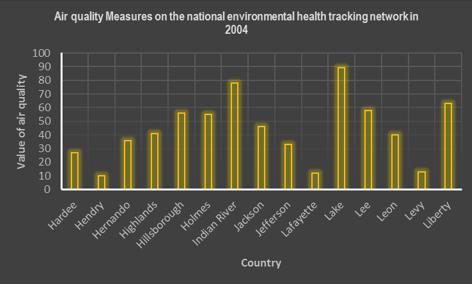 Air quality Measures on the national environmental health tracking network in
2004
Value of air quality
100
90
80
70
60
50
40
30
20
10
0
Hardee
Hendry
Hernando
Highlands
Hillsborough
Holmes
Indian River
Jackson
Jefferson
Lafayette
Lake
Lee
Leon
Levy
Liberty
Country